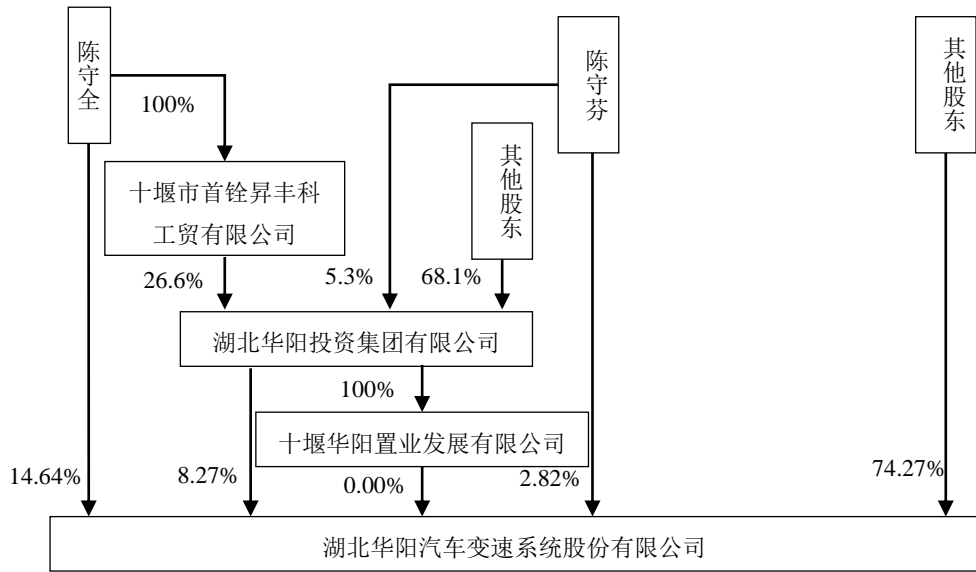 陈守全
陈守芬
其他股东
100%
其他股东
十堰市首铨昇丰科
工贸有限公司
26.6%
5.3%
68.1%
湖北华阳投资集团有限公司
100%
十堰华阳置业发展有限公司
14.64%
8.27%
0.00%
2.82%
74.27%
湖北华阳汽车变速系统股份有限公司